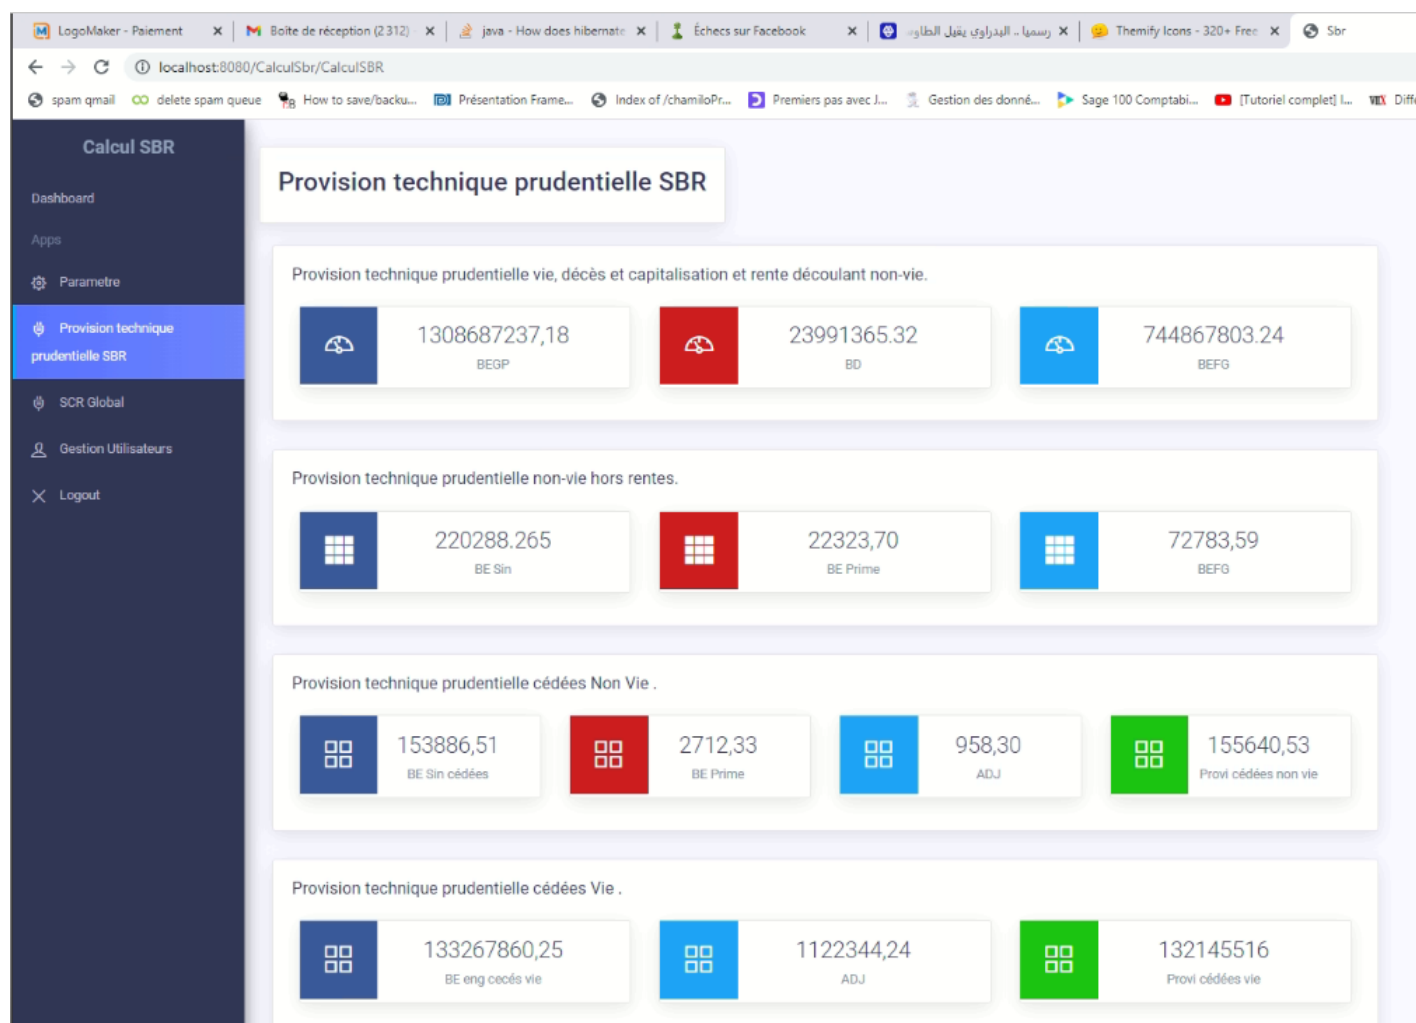 LogoMaker - Paiement
Boîte de réception (2 312)
java - How does hibernate
Échecs sur Facebook
رسميا .. البدراوي يقيل الطاو
Themify Icons - 320+ Free
Sbr
localhost:8080/CalculSbr/CalculSBR
spam qmail
delete spam queue
How to save/backu...
Présentation Frame...
Index of /chamiloPr...
Premiers pas avec J...
Gestion des donné...
Sage 100 Comptabi...
[Tutoriel complet] l...
Diffe
Calcul SBR
Dashboard
Apps
Parametre
Provision technique
prudentielle SBR
SCR Global
Gestion Utilisateurs
Logout
Provision technique prudentielle SBR
Provision technique prudentielle vie, décès et capitalisation et rente découlant non-vie.
1308687237,18
BEGP
23991365.32
BD
744867803.24
BEFG
Provision technique prudentielle non-vie hors rentes.
220288.265
BE Sin
22323,70
BE Prime
72783,59
BEFG
Provision technique prudentielle cédées Non Vie .
153886,51
BE Sin cédées
2712,33
BE Prime
958,30
ADJ
155640,53
Provi cédées non vie
Provision technique prudentielle cédées Vie .
133267860,25
BE eng cecés vie
1122344,24
ADJ
132145516
Provi cédées vie